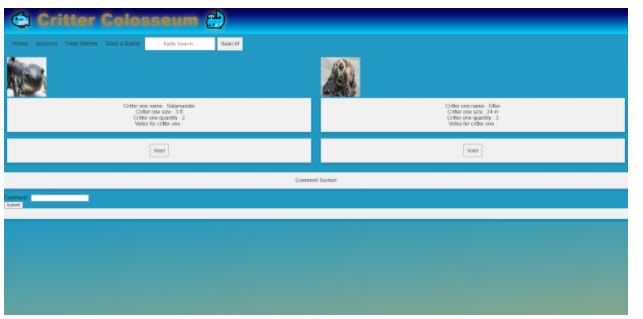 Critter Colosseum
Home Account View Battles Start a Battle Battle Search... Search!
Critter one name : Salamander
Critter one size : 3 ft
Critter one quantity : 2
Votes for critter one :
Critter one name : Otter
Critter one size : 24 in
Critter one quantity : 3
Votes for critter one :
Vote!
Vote!
Comment Section
Comment:
Submit